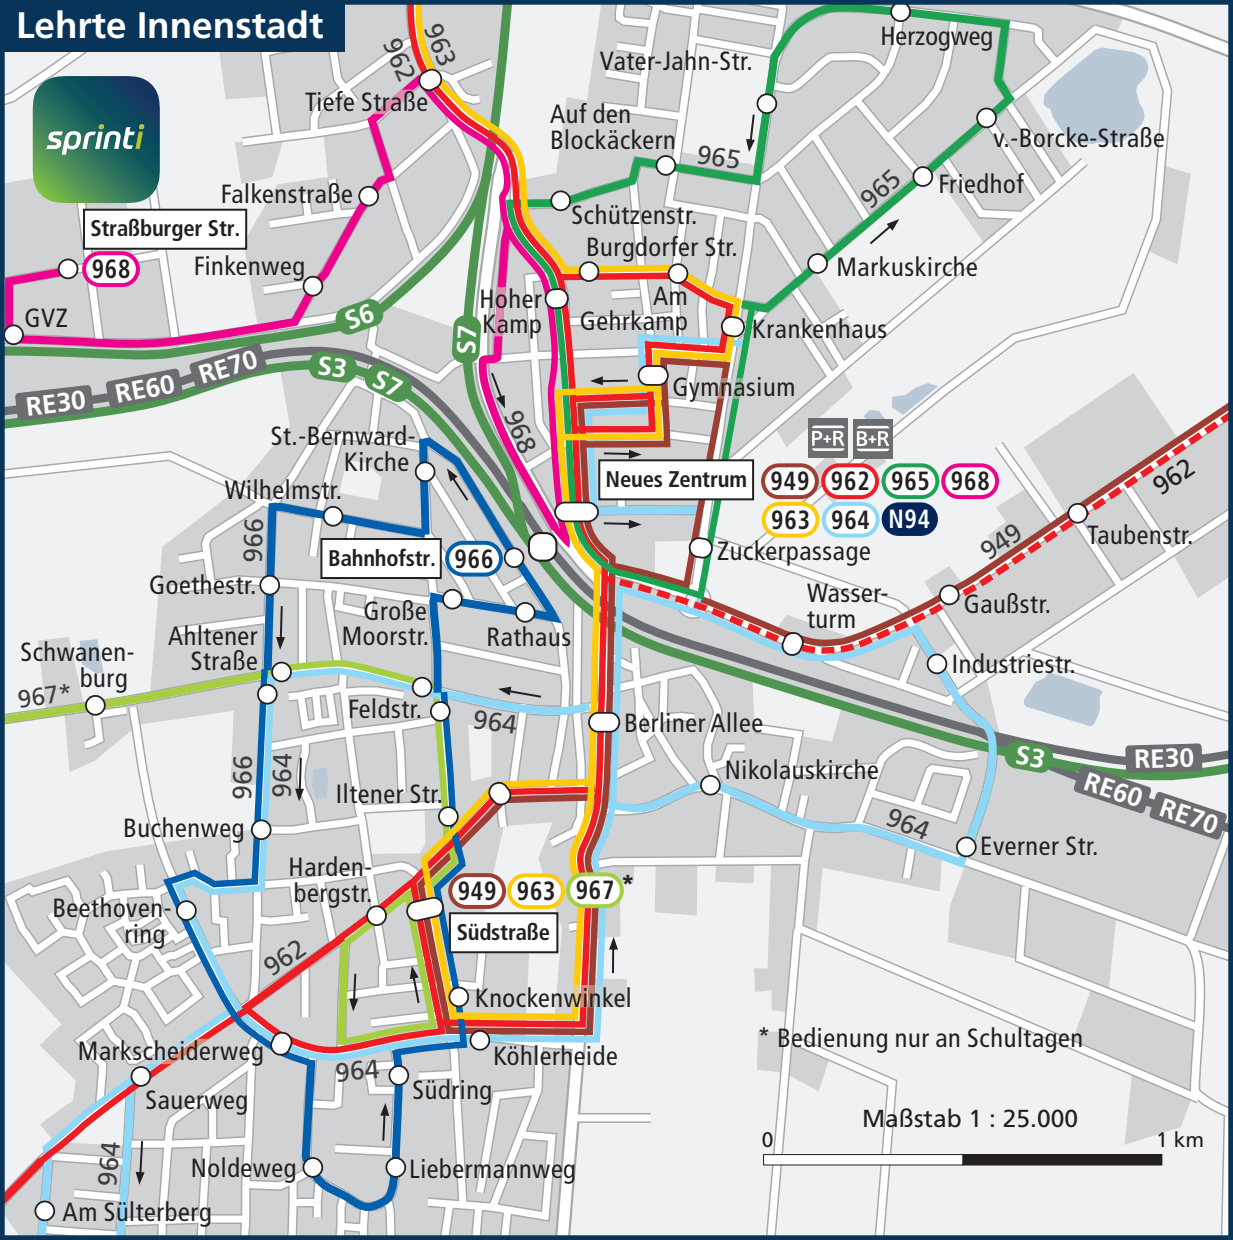 Lehrte Innenstadt
sprinti
962
963
Tiefe Straße
Vater-Jahn-Str.
Herzogweg
Auf den
Blockäckern
965
v.-Borcke-Straße
Friedhof
965
Falkenstraße
Schützenstr.
Straßburger Str.
968
Finkenweg
Burgdorfer Str.
Markuskirche
GVZ
S6
S7
Hoher
Kamp
Am
Gehrkamp
Krankenhaus
RE30
RE60
RE70
S3
S7
Gymnasium
968
P+R
B+R
St.-Bernward-
Kirche
Neues Zentrum
949
962
965
968
963
964
N94
962
Wilhelmstr.
966
Bahnhofstr.
966
Zuckerpassage
949
Taubenstr.
Goethestr.
Große
Moorstr.
Rathaus
Wasser-
turm
Gaußstr.
Ahltener
Straße
Schwanen-
burg
967*
Industriestr.
Feldstr.
964
Berliner Allee
966
964
Nikolauskirche
S3
RE30
RE60
RE70
Iltener Str.
Buchenweg
964
Everner Str.
Harden-
bergstr.
949
963
967
*
Beethoven-
ring
Südstraße
962
Knockenwinkel
Markscheiderweg
964
Köhlerheide
* Bedienung nur an Schultagen
Sauerweg
Südring
Maßstab 1 : 25.000
0
1 km
964
Noldeweg
Liebermannweg
Am Sülterberg